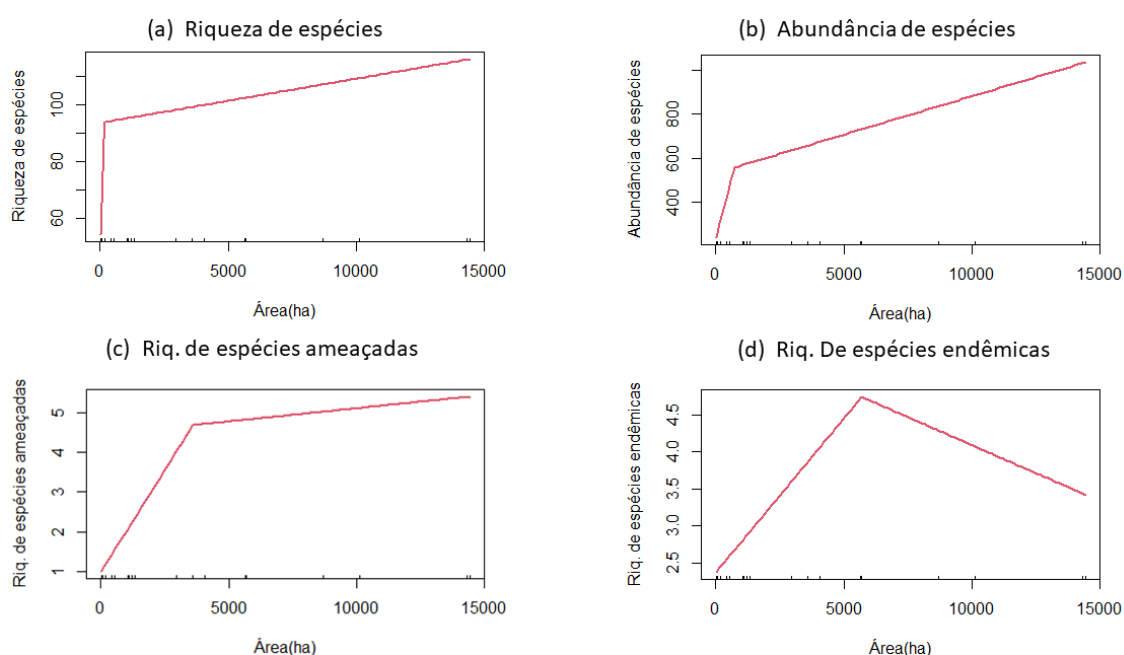 (a) Riqueza de espécies
Riqueza de espécies
60 80 100
0 5000 10000 15000
Área(ha)
(b) Abundância de espécies
Abundância de espécies
400 600 800
0 5000 10000 15000
Área(ha)
(c) Riq. de espécies ameaçadas
Riq. de espécies ameaçadas
1 2 3 4 5
0 5000 10000 15000
Área(ha)
(d) Riq. De espécies endêmicas
Riq. de espécies endêmicas
2.5 3.0 3.5 4.0 4.5
0 5000 10000 15000
Área(ha)